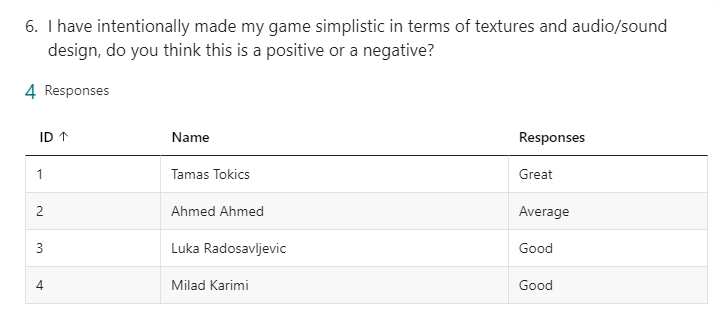 6. I have intentionally made my game simplistic in terms of textures and audio/sound
design, do you think this is a positive or a negative?
4 Responses
ID ↑ Name Responses
1 Tamas Tokics Great
2 Ahmed Ahmed Average
3 Luka Radosavljevic Good
4 Milad Karimi Good